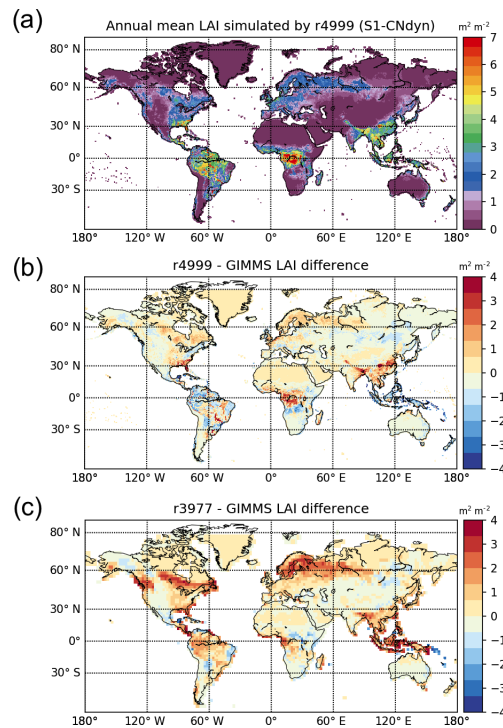 (a)
Annual mean LAI simulated by r4999 (S1-CNdyn)
m² m⁻²
80° N
60° N
30° N
0°
30° S
180° 120° W 60° W 0° 60° E 120° E 180°
7
6
5
4
3
2
1
0
(b)
r4999 - GIMMS LAI difference
m² m⁻²
80° N
60° N
30° N
0°
30° S
180° 120° W 60° W 0° 60° E 120° E 180°
4
3
2
1
0
−1
−2
−3
−4
(c)
r3977 - GIMMS LAI difference
m² m⁻²
80° N
60° N
30° N
0°
30° S
180° 120° W 60° W 0° 60° E 120° E 180°
4
3
2
1
0
−1
−2
−3
−4